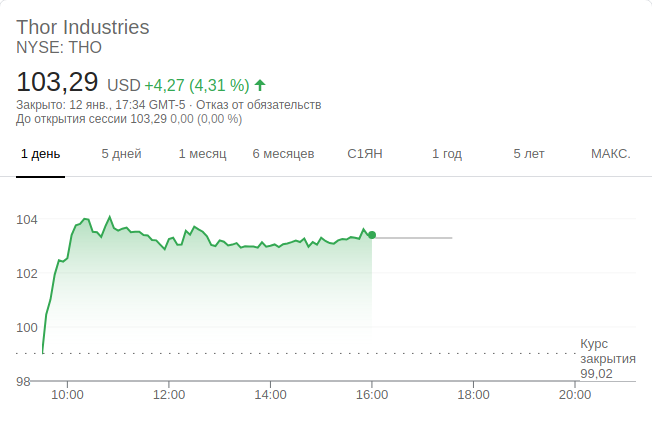 Thor Industries
NYSE: THO
103,29 USD +4,27 (4,31 %)
Закрыто: 12 янв., 17:34 GMT-5 · Отказ от обязательств
До открытия сессии 103,29 0,00 (0,00 %)
1 день 5 дней 1 месяц 6 месяцев С1ЯН 1 год 5 лет МАКС.
104
102
100
Курс
закрытия
99,02
98
10:00 12:00 14:00 16:00 18:00 20:00